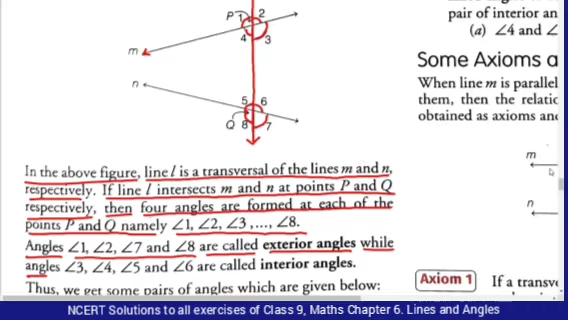 P 1 2
4 3
m
n
5 6
Q 8 7
In the above figure, line l is a transversal of the lines m and n,
respectively. If line l intersects m and n at points P and Q
respectively, then four angles are formed at each of the
points P and Q namely ∠1, ∠2, ∠3 ,..., ∠8.
Angles ∠1, ∠2, ∠7 and ∠8 are called exterior angles while
angles ∠3, ∠4, ∠5 and ∠6 are called interior angles.
Thus, we get some pairs of angles which are given below:
pair of interior an
(a) ∠4 and ∠
Some Axioms a
When line m is parallel
them, then the relatio
obtained as axioms and
m
n
Axiom 1 If a transve
NCERT Solutions to all exercises of Class 9, Maths Chapter 6. Lines and Angles